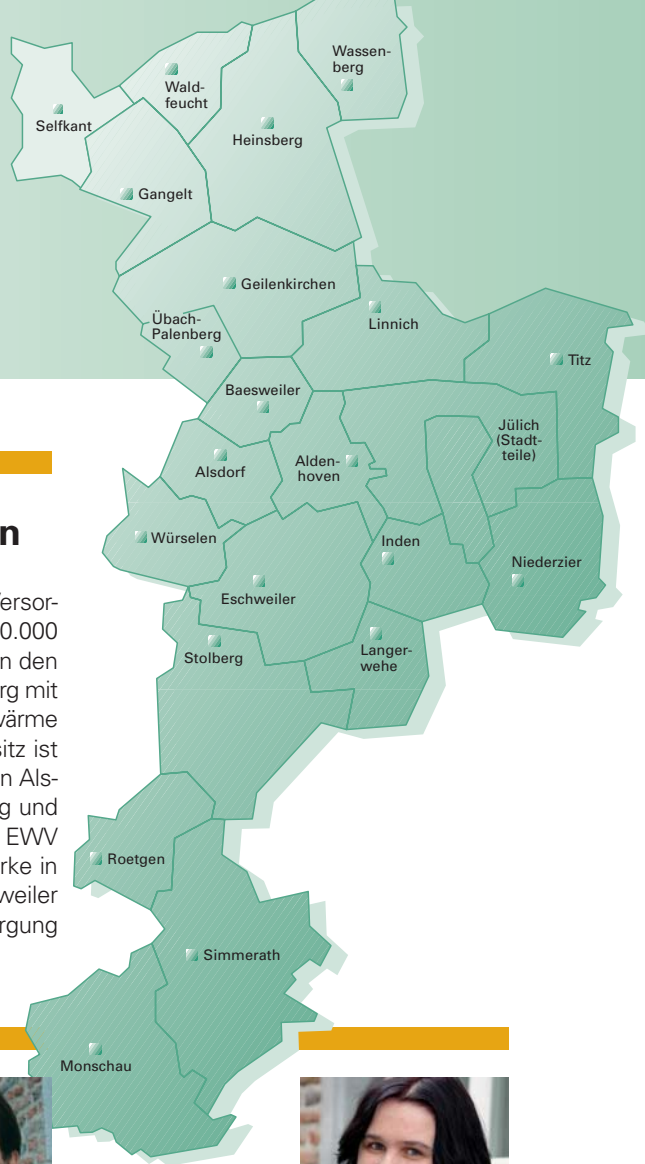 Wassen-
berg
Wald-
feucht
Selfkant
Heinsberg
Gangelt
Geilenkirchen
Übach-
Palenberg
Linnich
Titz
Baesweiler
Jülich
(Stadt-
teile)
Alsdorf
Alden-
hoven
Würselen
Inden
Niederzier
Eschweiler
Stolberg
Langer-
wehe
Roetgen
Simmerath
Monschau
n
Versor-
0.000
n den
rg mit
wärme
sitz ist
n Als-
g und
EWV
rke in
weiler
rgung